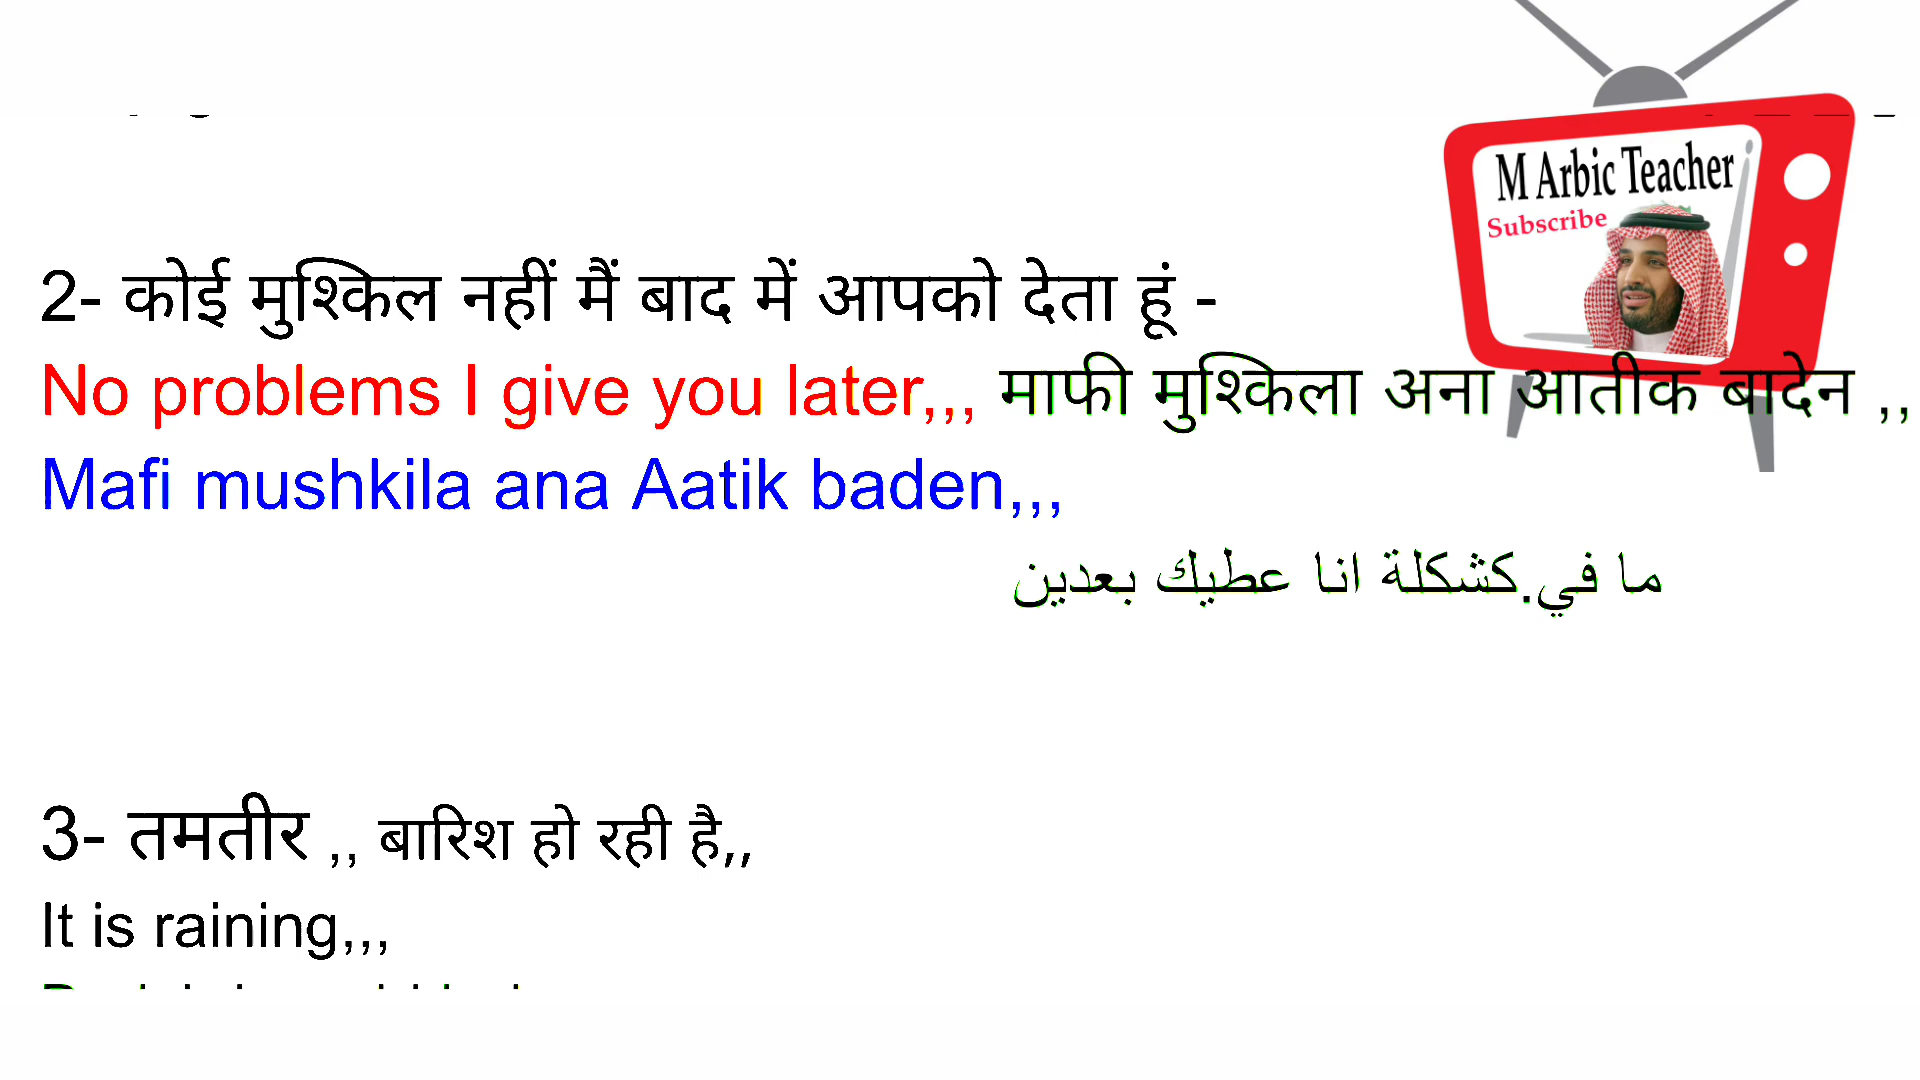 M Arbic Teacher
Subscribe
2- कोई मुश्किल नहीं मैं बाद में आपको देता हूं -
No problems I give you later,,, माफी मुश्किला अना आतीक बादेन ,,
Mafi mushkila ana Aatik baden,,,
ما في.كشكلة انا عطيك بعدين
3- तमतीर ,, बारिश हो रही है,,
It is raining,,,